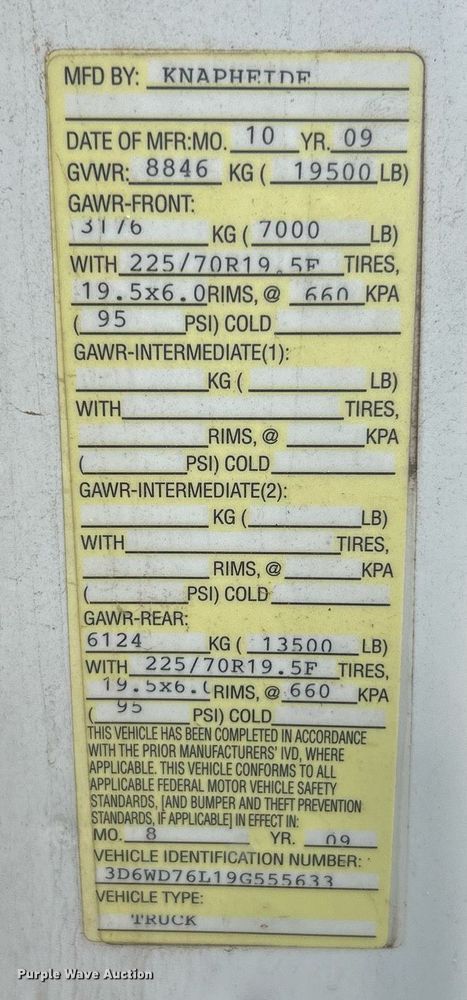 MFD BY: KNAPHEIDE
DATE OF MFR:MO. 10 YR. 09
GVWR: 8846 KG ( 19500 LB)
GAWR-FRONT:
3176 KG ( 7000 LB)
WITH 225/70R19.5F TIRES,
19.5x6.0 RIMS, @ 660 KPA
( 95 PSI) COLD
GAWR-INTERMEDIATE(1):
KG ( LB)
WITH TIRES,
RIMS, @ KPA
( PSI) COLD
GAWR-INTERMEDIATE(2):
KG ( LB)
WITH TIRES,
RIMS, @ KPA
( PSI) COLD
GAWR-REAR:
6124 KG ( 13500 LB)
WITH 225/70R19.5F TIRES,
19.5x6.0 RIMS, @ 660 KPA
( 95 PSI) COLD
THIS VEHICLE HAS BEEN COMPLETED IN ACCORDANCE
WITH THE PRIOR MANUFACTURERS' IVD, WHERE
APPLICABLE. THIS VEHICLE CONFORMS TO ALL
APPLICABLE FEDERAL MOTOR VEHICLE SAFETY
STANDARDS, [AND BUMPER AND THEFT PREVENTION
STANDARDS, IF APPLICABLE] IN EFFECT IN:
MO. 8 YR. 09
VEHICLE IDENTIFICATION NUMBER:
3D6WD76L19G555633
VEHICLE TYPE:
TRUCK
Purple Wave Auction